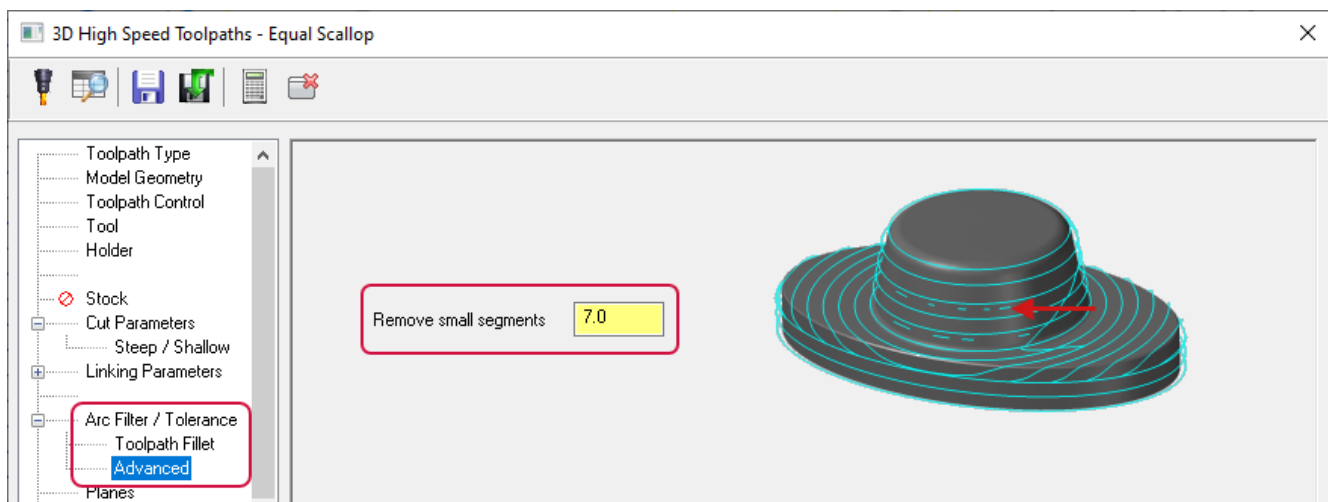 3D High Speed Toolpaths - Equal Scallop
Toolpath Type
Model Geometry
Toolpath Control
Tool
Holder
Stock
Cut Parameters
Steep / Shallow
Linking Parameters
Arc Filter / Tolerance
Toolpath Fillet
Advanced
Planes
Remove small segments 7.0